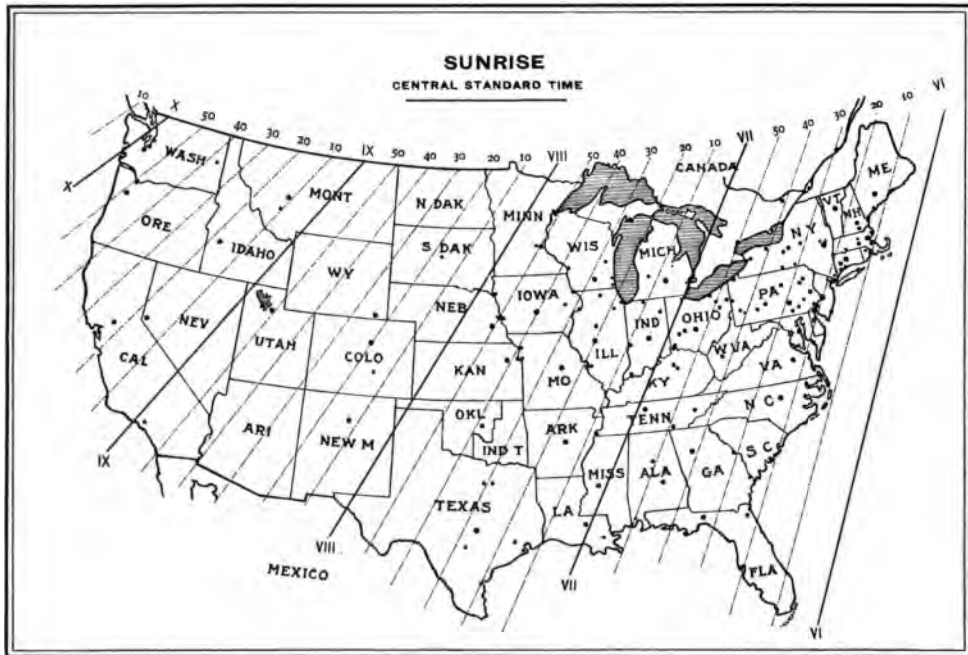 SUNRISE
CENTRAL STANDARD TIME
10 X 50 40 30 20 10 IX 50 40 30 20 10 VIII 50 40 30 20 10 VII 50 40 30 20 10 VI
X
WASH
MONT
N. DAK
MINN
CANADA
ME
VT
NH
ORE
IDAHO
S. DAK
WIS
MICH
N.Y
WY
NEB
IOWA
PA
NEV
UTAH
COLO
KAN
ILL
IND
OHIO
W.VA
VA
CAL
MO
KY
N C
ARI
NEW M
OKL
IND T
ARK
TENN
S C
IX
TEXAS
LA
MISS
ALA
GA
VIII
MEXICO
VII
FLA
VI